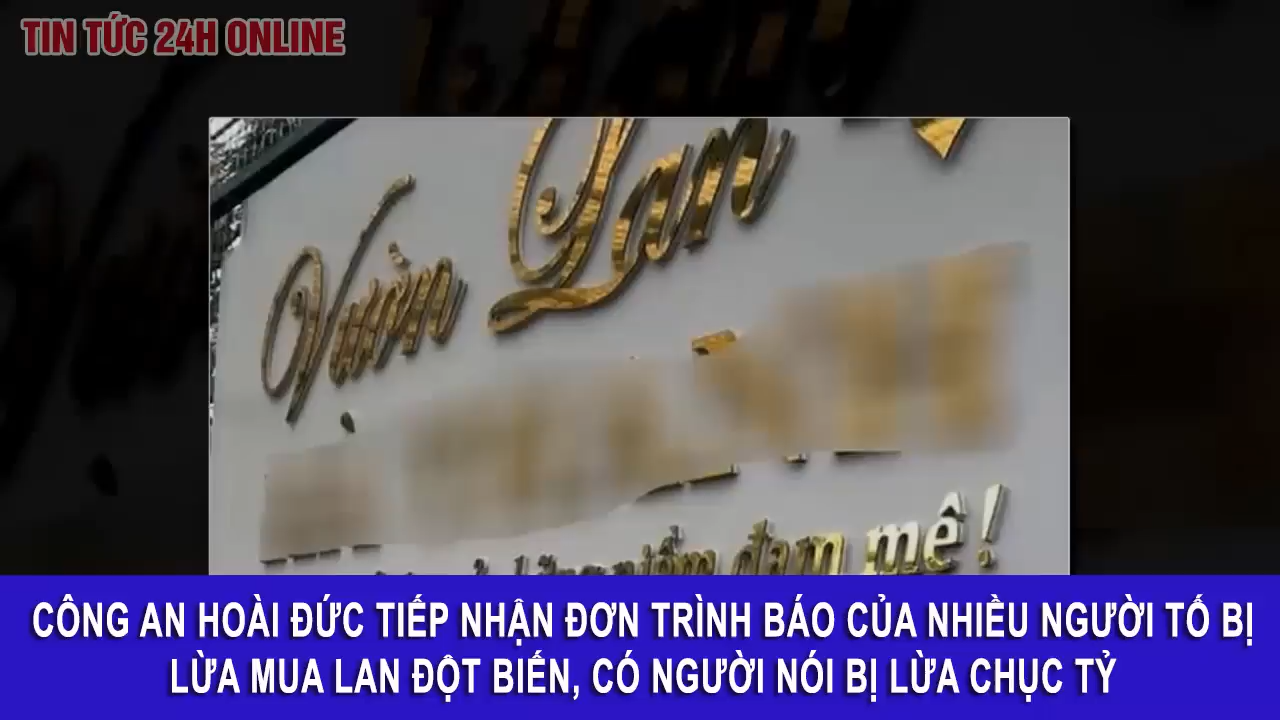 TIN TỨC 24H ONLINE
Vườn Lan
niềm đam mê!
CÔNG AN HOÀI ĐỨC TIẾP NHẬN ĐƠN TRÌNH BÁO CỦA NHIỀU NGƯỜI TỐ BỊ
LỪA MUA LAN ĐỘT BIẾN, CÓ NGƯỜI NÓI BỊ LỪA CHỤC TỶ